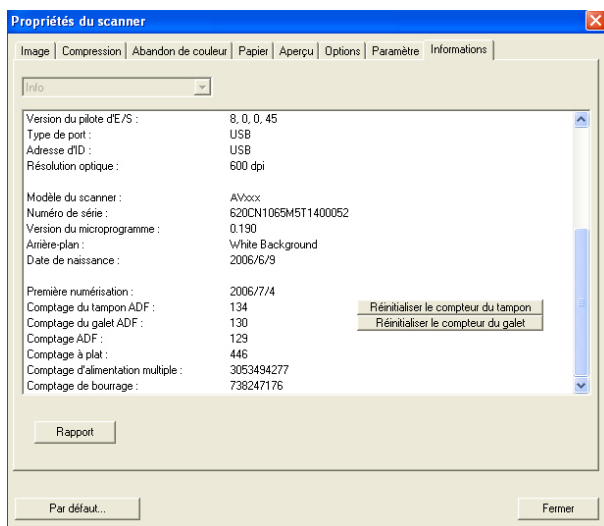 Propriétés du scanner
Image Compression Abandon de couleur Papier Aperçu Options Paramètre Informations
Info
Version du pilote d'E/S : 8, 0, 0, 45
Type de port : USB
Adresse d'ID : USB
Résolution optique : 600 dpi
Modèle du scanner : AVxxx
Numéro de série : 620CN1065M5T1400052
Version du microprogramme : 0.190
Arrière-plan : White Background
Date de naissance : 2006/6/9
Première numérisation : 2006/7/4
Comptage du tampon ADF : 134 Réinitialiser le compteur du tampon
Comptage du galet ADF : 130 Réinitialiser le compteur du galet
Comptage ADF : 129
Comptage à plat : 446
Comptage d'alimentation multiple : 3053494277
Comptage de bourrage : 738247176
Rapport
Par défaut... Fermer